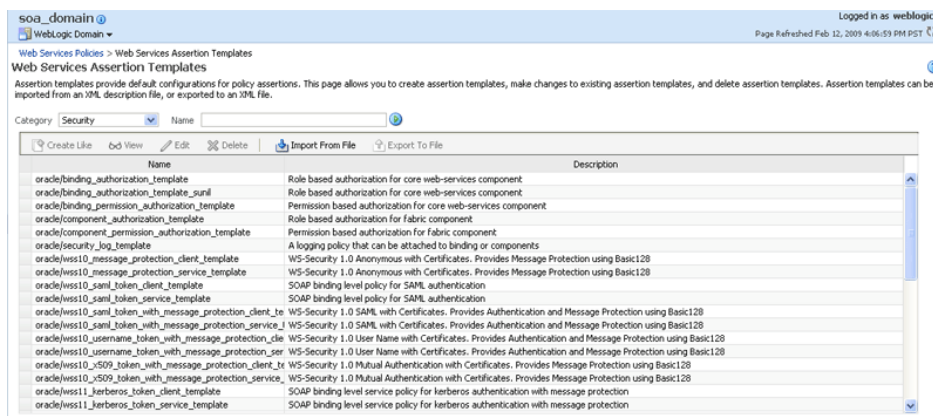 soa_domain
Logged in as weblogic
WebLogic Domain
Page Refreshed Feb 12, 2009 4:06:59 PM PST
Web Services Policies > Web Services Assertion Templates
Web Services Assertion Templates
Assertion templates provide default configurations for policy assertions. This page allows you to create assertion templates, make changes to existing assertion templates, and delete assertion templates. Assertion templates can be
imported from an XML description file, or exported to an XML file.
Category Security Name
Create Like View Edit Delete Import From File Export To File
Name Description
oracle/binding_authorization_template Role based authorization for core web-services component
oracle/binding_authorization_template_sunil Role based authorization for core web-services component
oracle/binding_permission_authorization_template Permission based authorization for core web-services component
oracle/component_authorization_template Role based authorization for fabric component
oracle/component_permission_authorization_template Permission based authorization for fabric component
oracle/security_log_template A logging policy that can be attached to binding or components
oracle/wss10_message_protection_client_template WS-Security 1.0 Anonymous with Certificates. Provides Message Protection using Basic128
oracle/wss10_message_protection_service_template WS-Security 1.0 Anonymous with Certificates. Provides Message Protection using Basic128
oracle/wss10_saml_token_client_template SOAP binding level policy for SAML authentication
oracle/wss10_saml_token_service_template SOAP binding level policy for SAML authentication
oracle/wss10_saml_token_with_message_protection_client_te WS-Security 1.0 SAML with Certificates. Provides Authentication and Message Protection using Basic128
oracle/wss10_saml_token_with_message_protection_service_t WS-Security 1.0 SAML with Certificates. Provides Authentication and Message Protection using Basic128
oracle/wss10_username_token_with_message_protection_clie WS-Security 1.0 User Name with Certificates. Provides Authentication and Message Protection using Basic128
oracle/wss10_username_token_with_message_protection_ser WS-Security 1.0 User Name with Certificates. Provides Authentication and Message Protection using Basic128
oracle/wss10_x509_token_with_message_protection_client_te WS-Security 1.0 Mutual Authentication with Certificates. Provides Message Protection using Basic128
oracle/wss10_x509_token_with_message_protection_service_ WS-Security 1.0 Mutual Authentication with Certificates. Provides Message Protection using Basic128
oracle/wss11_kerberos_token_client_template SOAP binding level service policy for kerberos authentication with message protection
oracle/wss11_kerberos_token_service_template SOAP binding level service policy for kerberos authentication with message protection